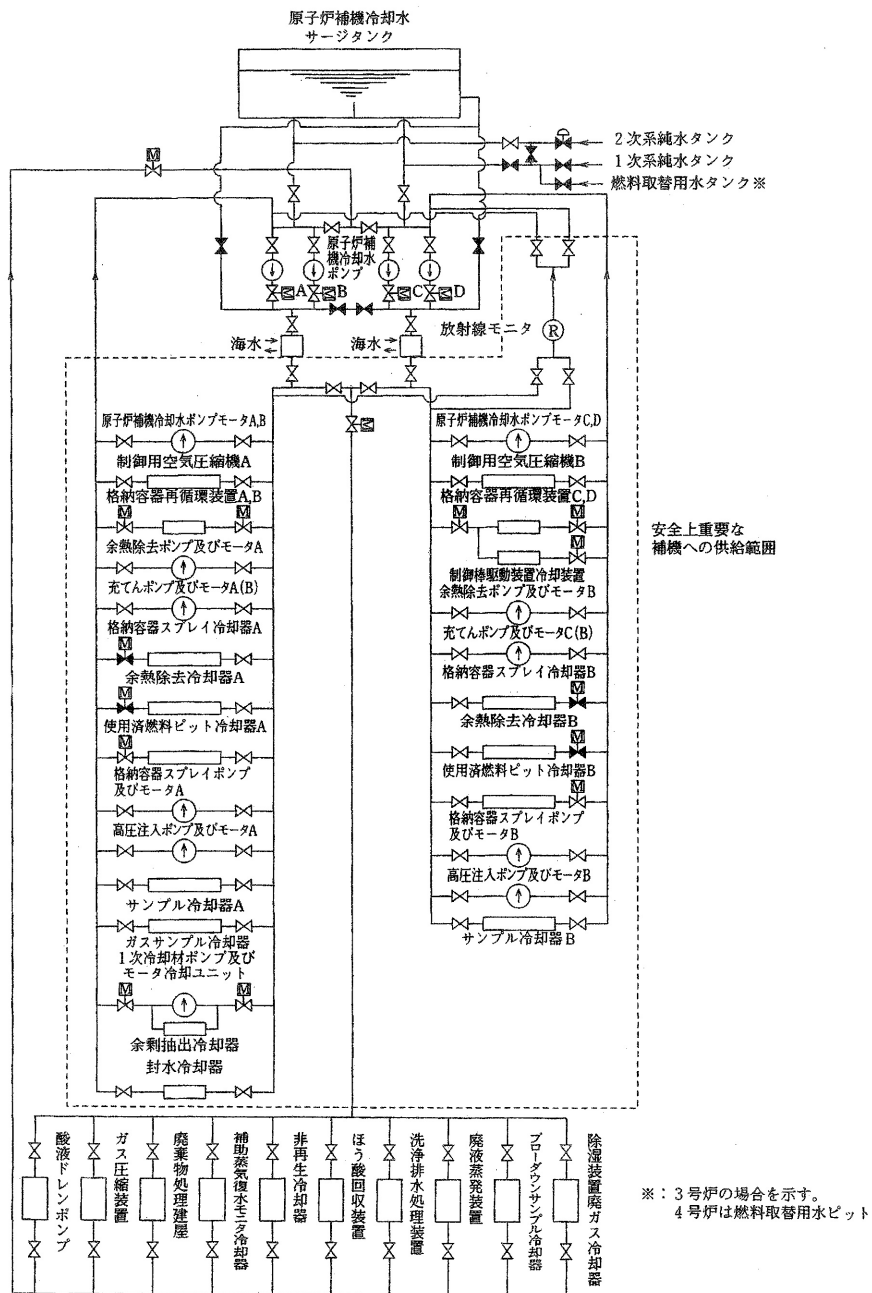 原子炉補機冷却水
サージタンク
2次系純水タンク
1次系純水タンク
燃料取替用水タンク※
M
原子炉補
機冷却水
ポンプ
A
M
B
M
C
M
D
M
放射線モニタ
R
海水
海水
M
原子炉補機冷却水ポンプモータA,B
制御用空気圧縮機A
格納容器再循環装置A,B
M
M
余熱除去ポンプ及びモータA
充てんポンプ及びモータA(B)
格納容器スプレイ冷却器A
M
余熱除去冷却器A
M
使用済燃料ピット冷却器A
M
格納容器スプレイポンプ
及びモータA
高圧注入ポンプ及びモータA
サンプル冷却器A
ガスサンプル冷却器
1次冷却材ポンプ及び
モータ冷却ユニット
M
M
余剰抽出冷却器
封水冷却器
原子炉補機冷却水ポンプモータC,D
制御用空気圧縮機B
格納容器再循環装置C,D
M
M
M
制御棒駆動装置冷却装置
余熱除去ポンプ及びモータB
充てんポンプ及びモータC(B)
格納容器スプレイ冷却器B
M
余熱除去冷却器B
M
使用済燃料ピット冷却器B
M
格納容器スプレイポンプ
及びモータB
高圧注入ポンプ及びモータB
サンプル冷却器B
安全上重要な
補機への供給範囲
酸液ドレンポンプ
ガス圧縮装置
廃棄物処理建屋
補助蒸気復水モニタ冷却器
非再生冷却器
ほう酸回収装置
洗浄排水処理装置
廃液蒸発装置
ブローダウンサンプル冷却器
除湿装置廃ガス冷却器
※：3号炉の場合を示す。
4号炉は燃料取替用水ピット